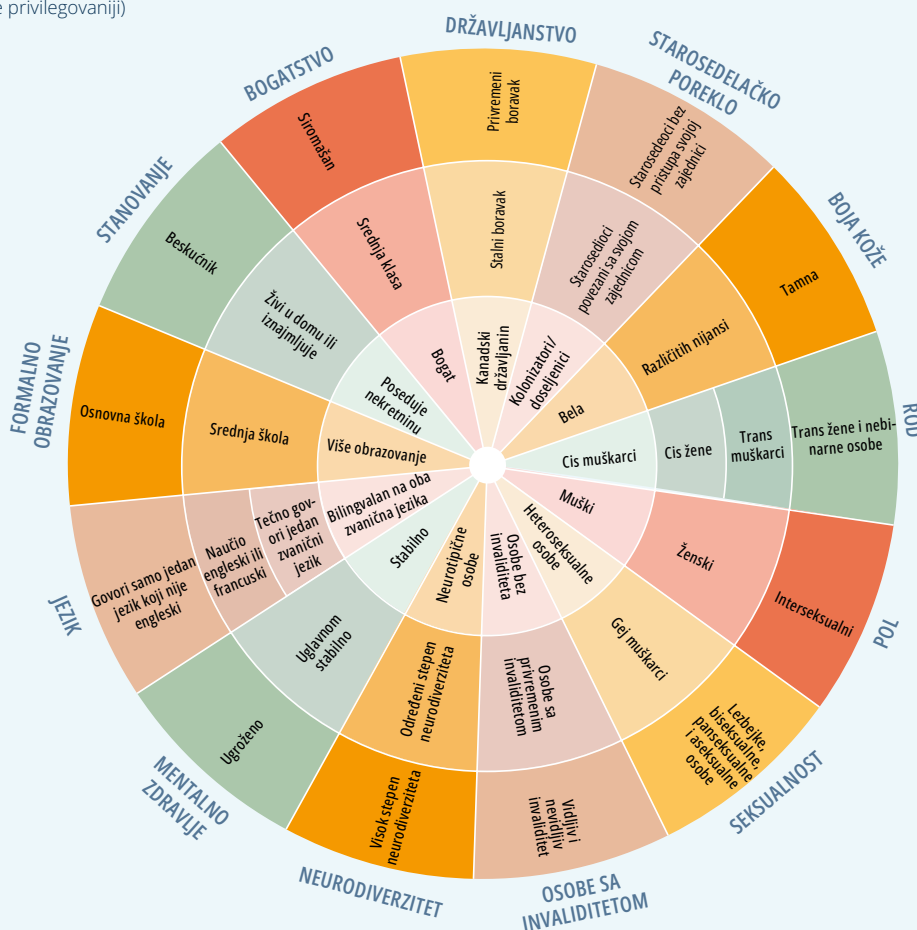 privilegovaniji)
DRŽAVLJANSTVO
Privremeni
boravak
Stalni boravak
Kanadski
državljanin
STAROSEDELAČKO
POREKLO
Starosedeoci bez
pristupa svojoj
zajednici
Starosedioci
povezani sa svojom
zajednicom
Kolonizatori/
doseljenici
BOJA KOŽE
Tamna
Različitih nijansi
Bela
ROD
Trans žene i nebi-
narne osobe
Trans
muškarci
Cis žene
Cis muškarci
POL
Interseksualni
Ženski
Muški
SEKSUALNOST
Lezbejke,
biseksualne,
panseksualne
i aseksualne
osobe
Gej muškarci
Heteroseksualne
osobe
OSOBE SA
INVALIDITETOM
Vidljiv i
nevidljiv
invaliditet
Osobe sa
privremenim
invaliditetom
Osobe bez
invaliditeta
NEURODIVERZITET
Visok stepen
neurodiverziteta
Određeni stepen
neurodiverziteta
Neurotipične
osobe
MENTALNO
ZDRAVLJE
Ugroženo
Uglavnom
stabilno
Stabilno
JEZIK
Govori samo jedan
jezik koji nije
engleski
Naučio
engleski ili
francuski
Tečno gov-
ori jedan
zvanični
jezik
Bilingvalan na oba
zvanična jezika
FORMALNO
OBRAZOVANJE
Osnovna škola
Srednja škola
Više obrazovanje
STANOVANJE
Beskućnik
Živi u domu ili
iznajmljuje
Poseduje
nekretninu
BOGATSTVO
Siromašan
Srednja klasa
Bogat